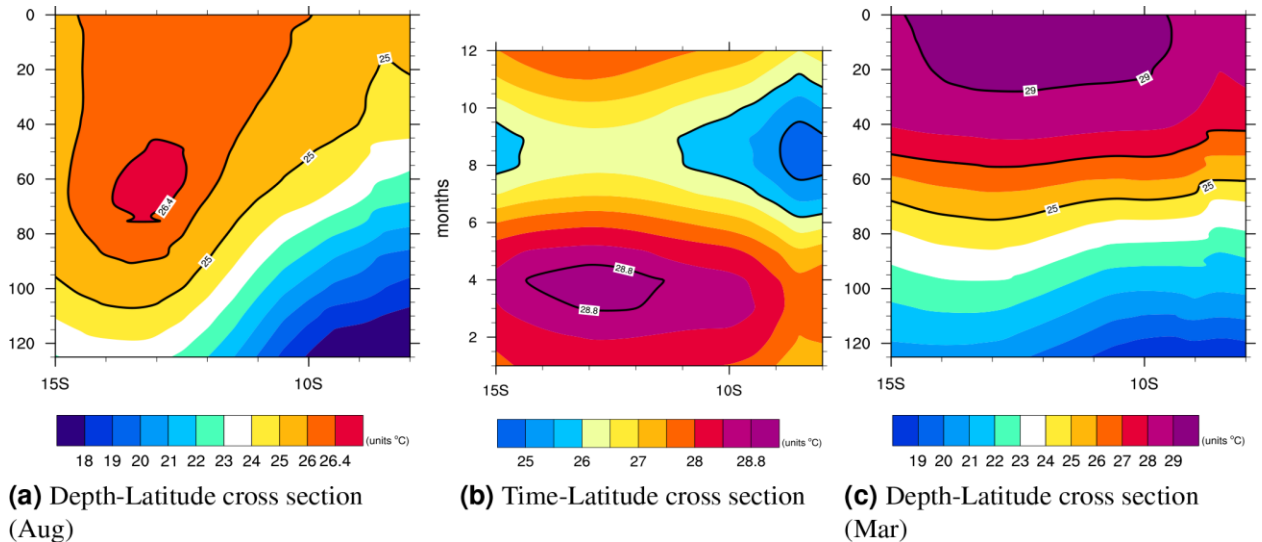 0
20
40
60
80
100
120
25
25
25
26.4
15S
10S
18 19 20 21 22 23 24 25 26 26.4
(units °C)
(a) Depth-Latitude cross section
(Aug)
months
12
10
8
6
4
2
28.8
28.8
15S
10S
25 26 27 28 28.8
(units °C)
(b) Time-Latitude cross section
0
20
40
60
80
100
120
29
29
25
25
15S
10S
19 20 21 22 23 24 25 26 27 28 29
(units °C)
(c) Depth-Latitude cross section
(Mar)